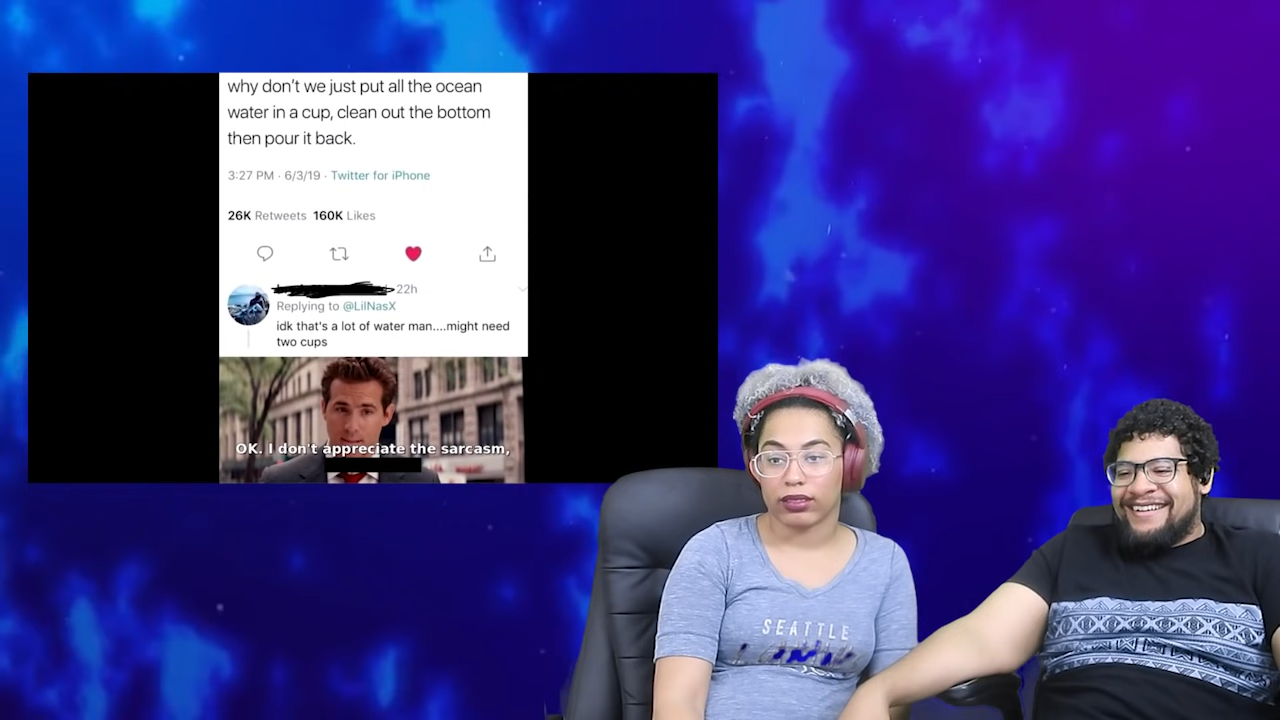 why don't we just put all the ocean
water in a cup, clean out the bottom
then pour it back.
3:27 PM · 6/3/19 · Twitter for iPhone
26K Retweets 160K Likes
22h
Replying to @LilNasX
idk that's a lot of water man....might need
two cups
OK. I don't appreciate the sarcasm,
SEATTLE